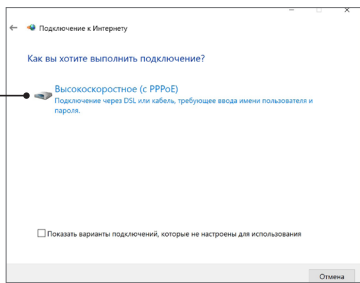 Подключение к Интернету
Как вы хотите выполнить подключение?
Высокоскоростное (с PPPoE)
Подключение через DSL или кабель, требующее ввода имени пользователя и
пароля.
Показать варианты подключений, которые не настроены для использования
Отмена